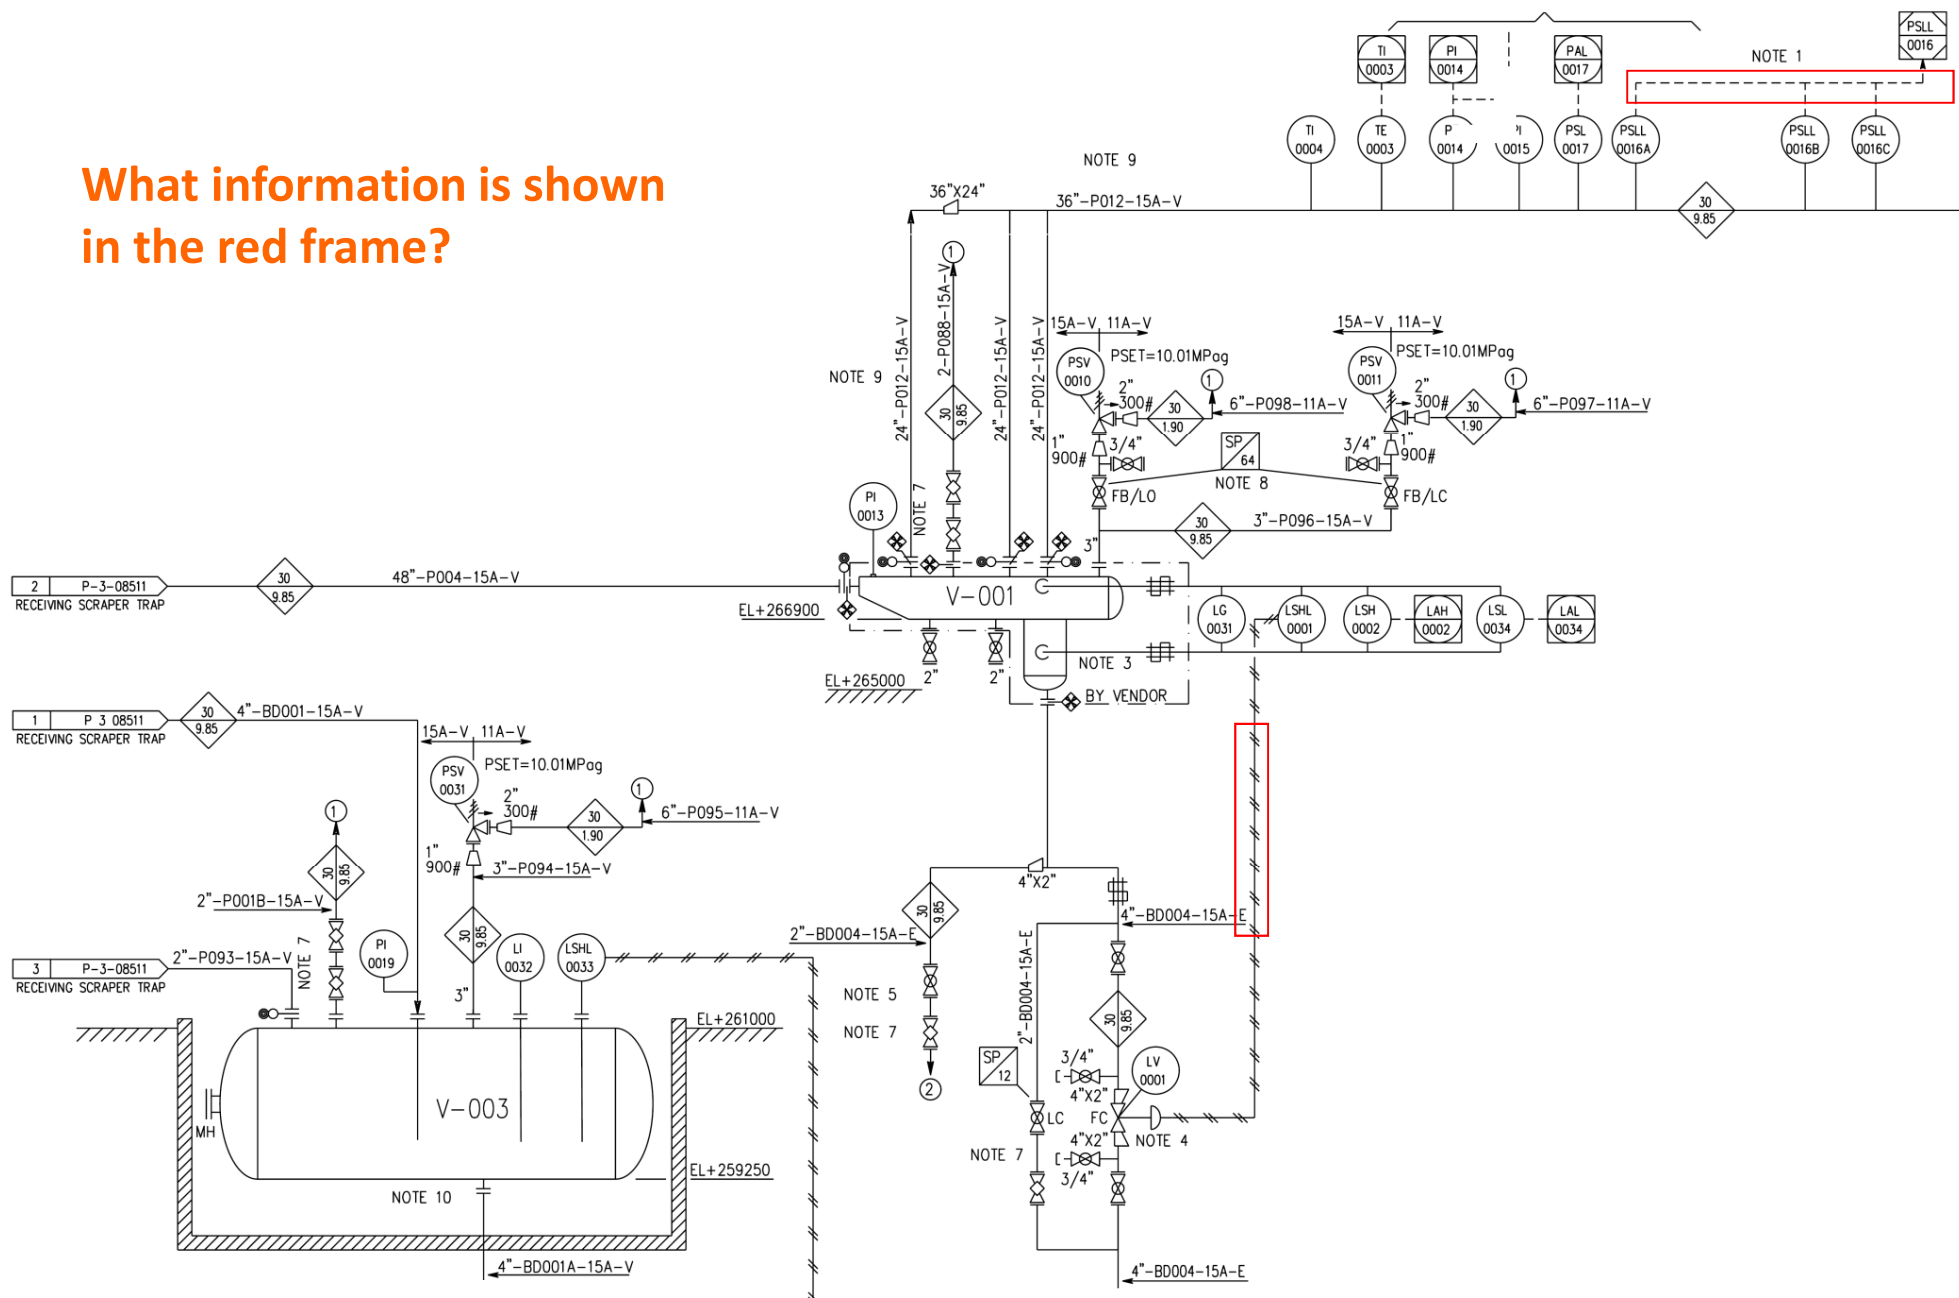 What information is shown
in the red frame?
PSLL
0016
NOTE 1
TI
0003
PI
0014
PAL
0017
TI
0004
TE
0003
P
0014
PI
0015
PSL
0017
PSLL
0016A
PSLL
0016B
PSLL
0016C
NOTE 9
36"X24"
36"-P012-15A-V
30
9.85
1
24"-P012-15A-V
2-P088-15A-V
24"-P012-15A-V
24"-P012-15A-V
NOTE 9
30
9.85
NOTE 7
15A-V 11A-V
PSV
0010
PSET=10.01MPag
2"
300#
30
1.90
1
6"-P098-11A-V
1"
900#
3/4"
SP
64
NOTE 8
FB/LO
15A-V 11A-V
PSV
0011
PSET=10.01MPag
2"
300#
30
1.90
1
6"-P097-11A-V
3/4"
1"
900#
FB/LC
30
9.85
3"-P096-15A-V
3"
PI
0013
2 P-3-08511
RECEIVING SCRAPER TRAP
30
9.85
48"-P004-15A-V
EL+266900
V-001
LG
0031
LSHL
0001
LSH
0002
LAH
0002
LSL
0034
LAL
0034
NOTE 3
2"
2"
EL+265000
BY VENDOR
1 P 3 08511
RECEIVING SCRAPER TRAP
30
9.85
4"-BD001-15A-V
15A-V 11A-V
PSV
0031
PSET=10.01MPag
2"
300#
30
1.90
1
6"-P095-11A-V
1"
900#
3"-P094-15A-V
1
30
9.85
2"-P001B-15A-V
NOTE 7
PI
0019
30
9.85
3"
LI
0032
LSHL
0033
3 P-3-08511
RECEIVING SCRAPER TRAP
2"-P093-15A-V
EL+261000
V-003
MH
EL+259250
NOTE 10
4"-BD001A-15A-V
4"X2"
30
9.85
2"-BD004-15A-E
4"-BD004-15A-E
2"-BD004-15A-E
NOTE 5
NOTE 7
2
30
9.85
SP
12
3/4"
4"X2"
LV
0001
LC
FC
NOTE 4
4"X2"
3/4"
NOTE 7
4"-BD004-15A-E